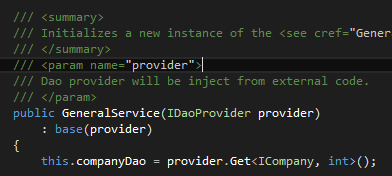 /// <summary>
/// Initializes a new instance of the <see cref="Gener
/// </summary>
/// <param name="provider">
/// Dao provider will be inject from external code.
/// </param>
public GeneralService(IDaoProvider provider)
: base(provider)
{
this.companyDao = provider.Get<ICompany, int>();